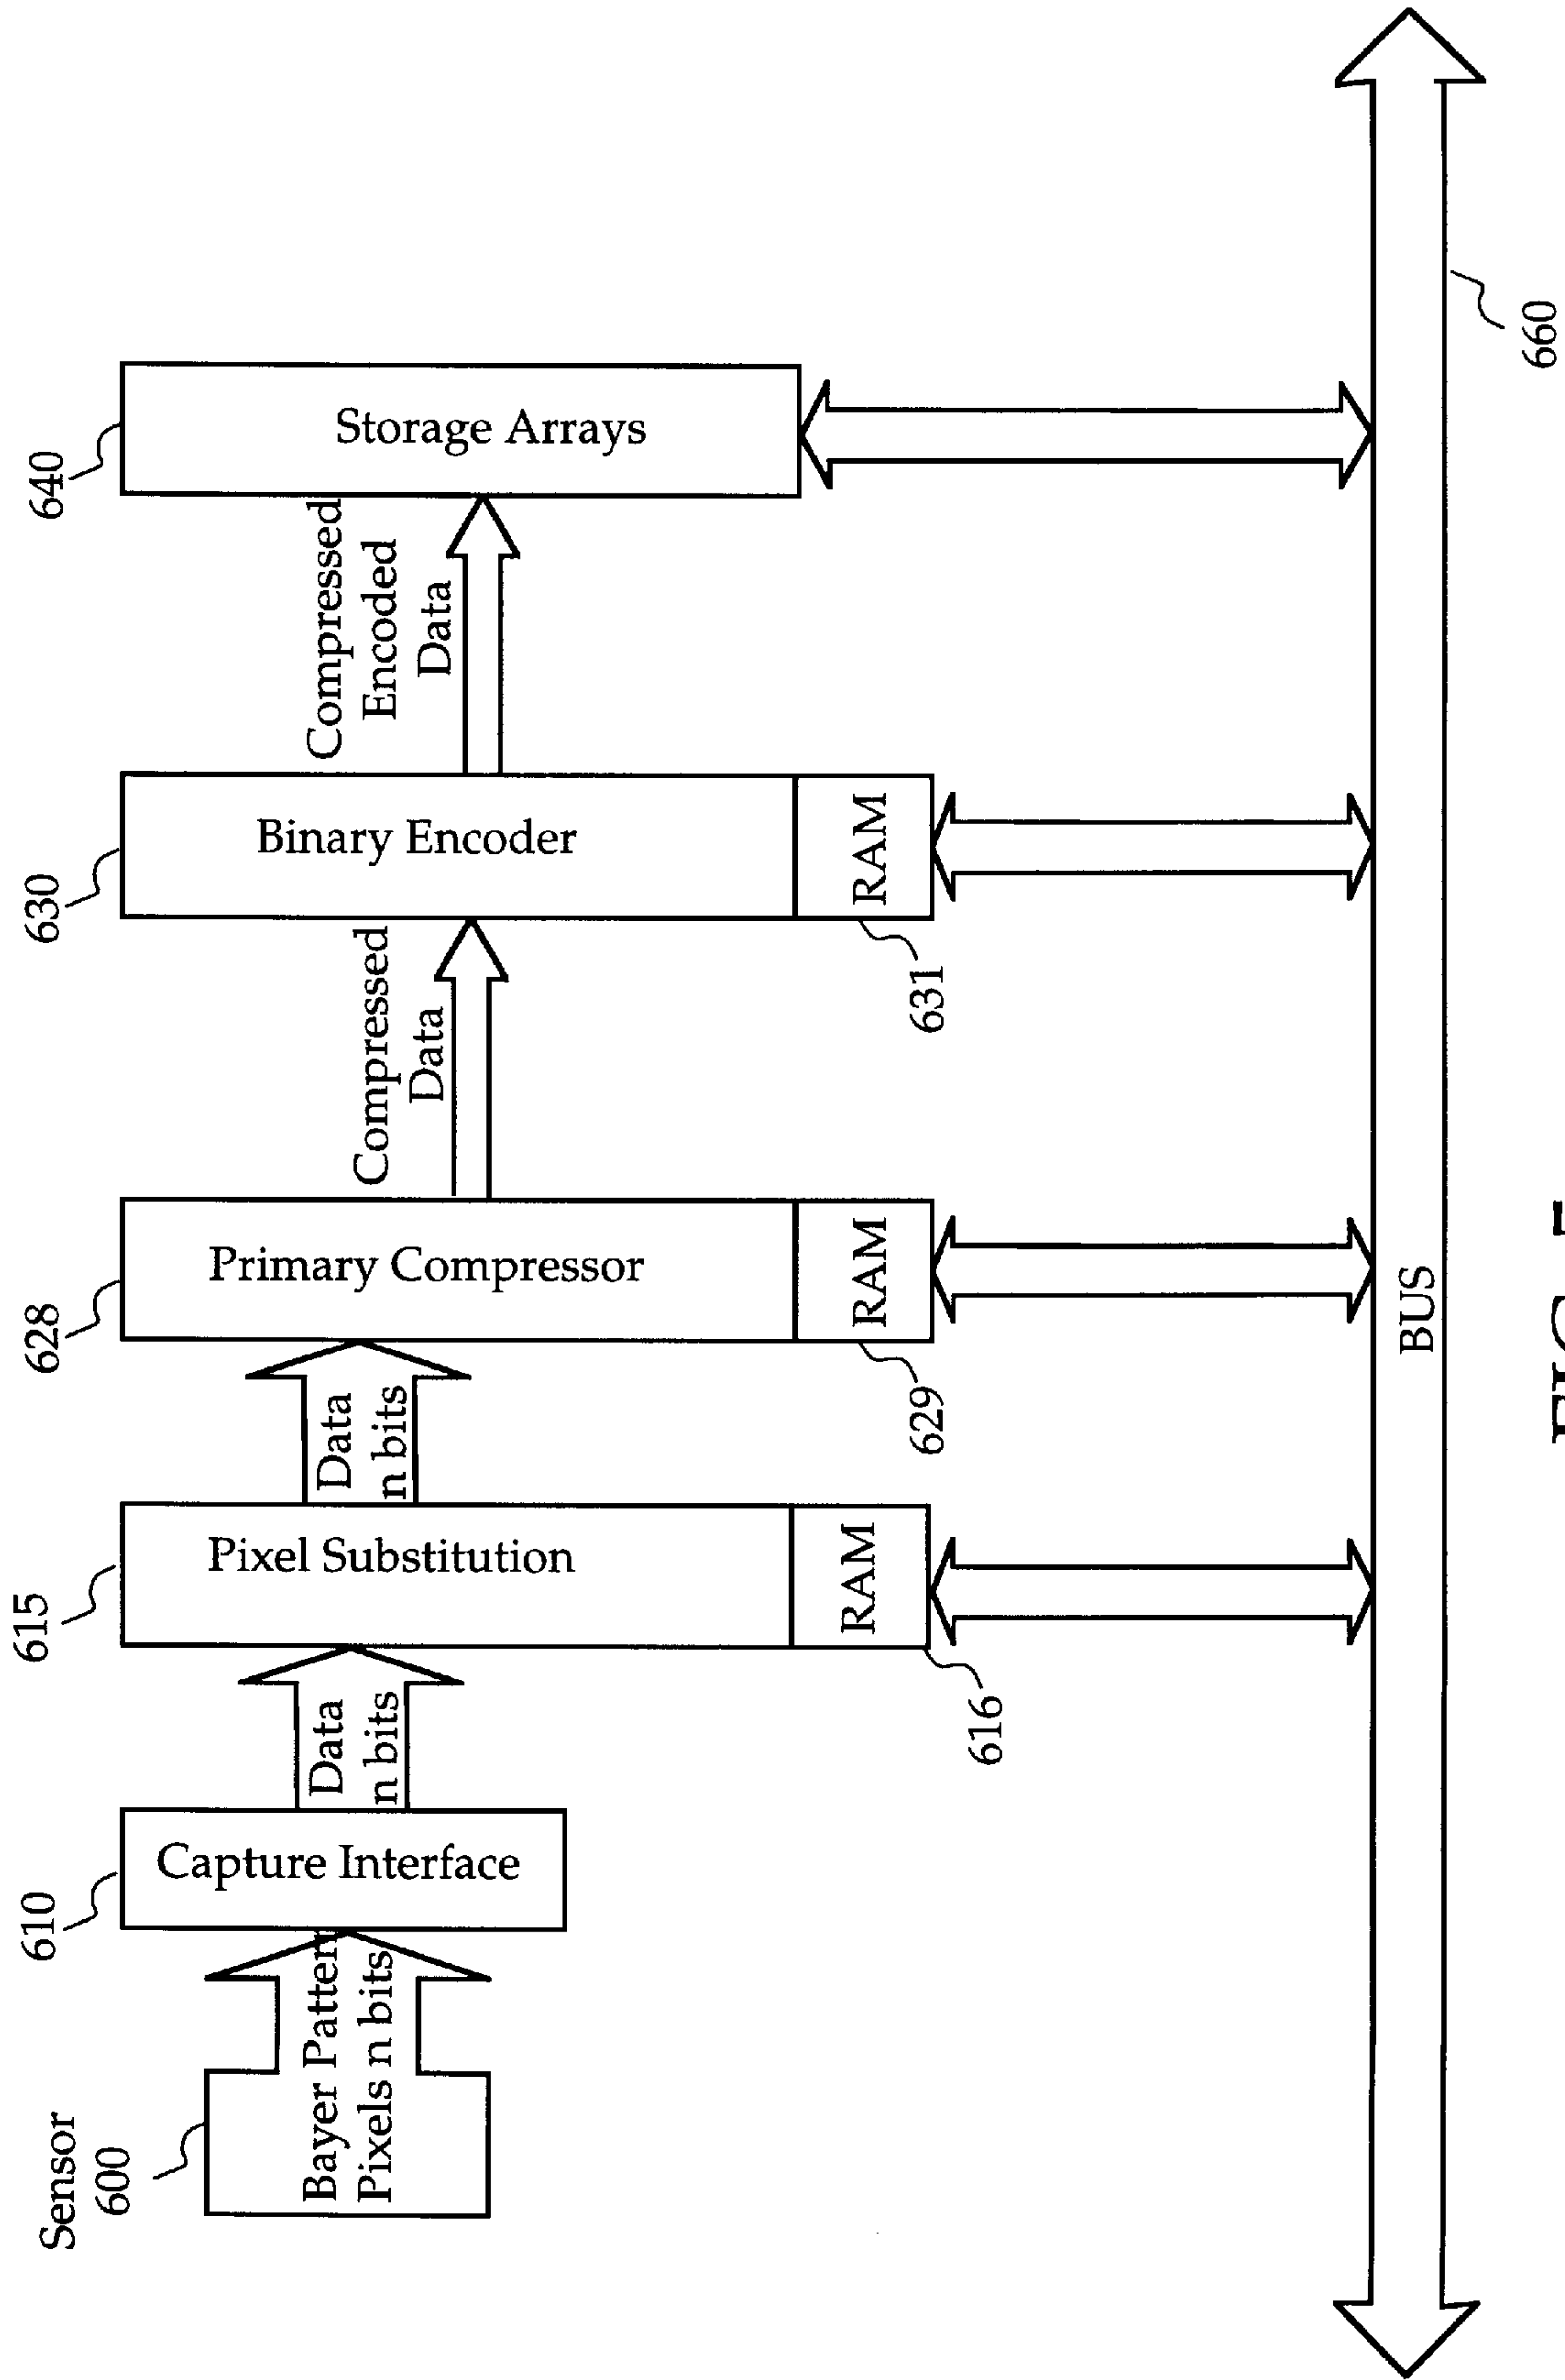 Sensor
600
610
615
628
630
640
Bayer Pattern
Pixels n bits
Capture Interface
Data
n bits
Pixel Substitution
Data
n bits
Primary Compressor
Compressed
Data
Binary Encoder
Compressed
Encoded
Data
Storage Arrays
RAM
RAM
RAM
616
629
631
BUS
660
FIG.